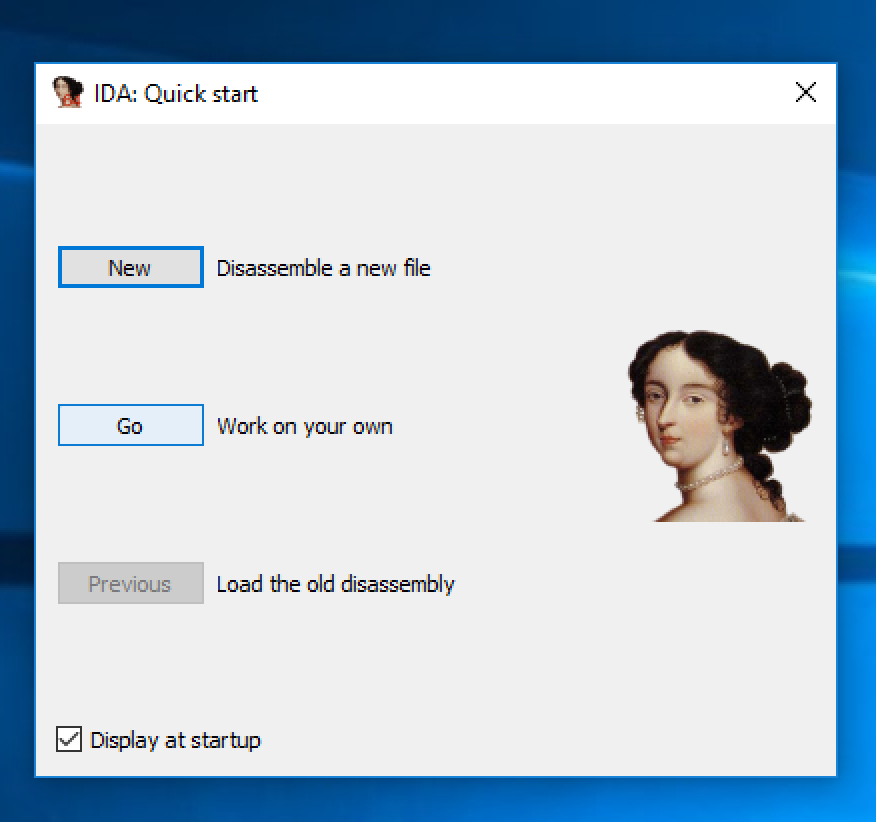 IDA: Quick start
New Disassemble a new file
Go Work on your own
Previous Load the old disassembly
Display at startup